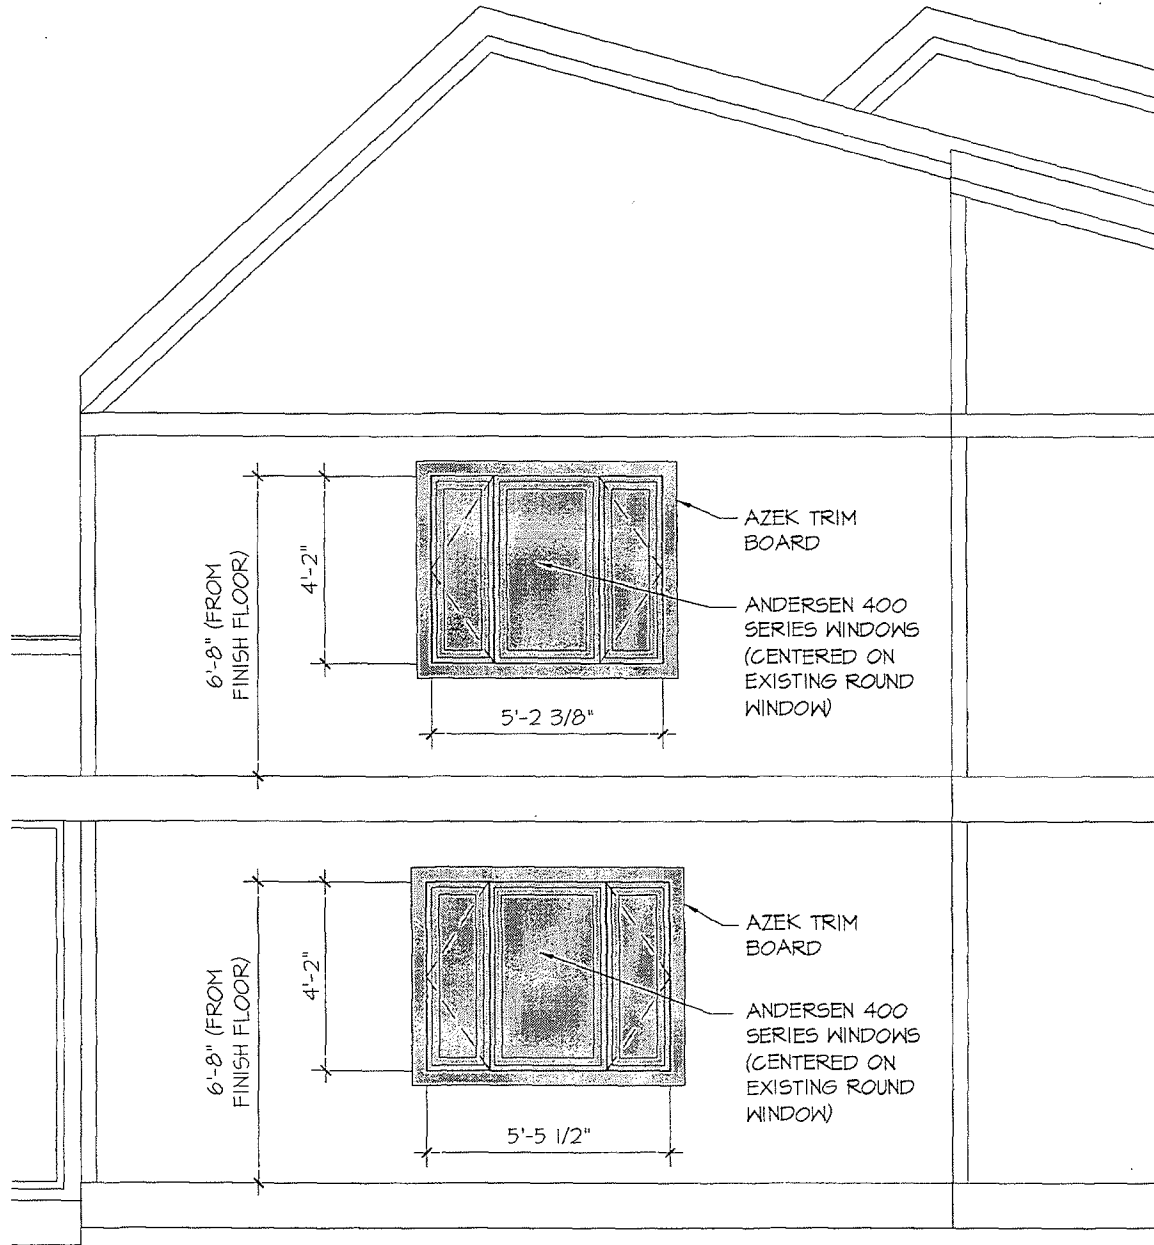 6'-8" (FROM
FINISH FLOOR)
4'-2"
5'-2 3/8"
AZEK TRIM
BOARD
ANDERSEN 400
SERIES WINDOWS
(CENTERED ON
EXISTING ROUND
WINDOW)
6'-8" (FROM
FINISH FLOOR)
4'-2"
5'-5 1/2"
AZEK TRIM
BOARD
ANDERSEN 400
SERIES WINDOWS
(CENTERED ON
EXISTING ROUND
WINDOW)